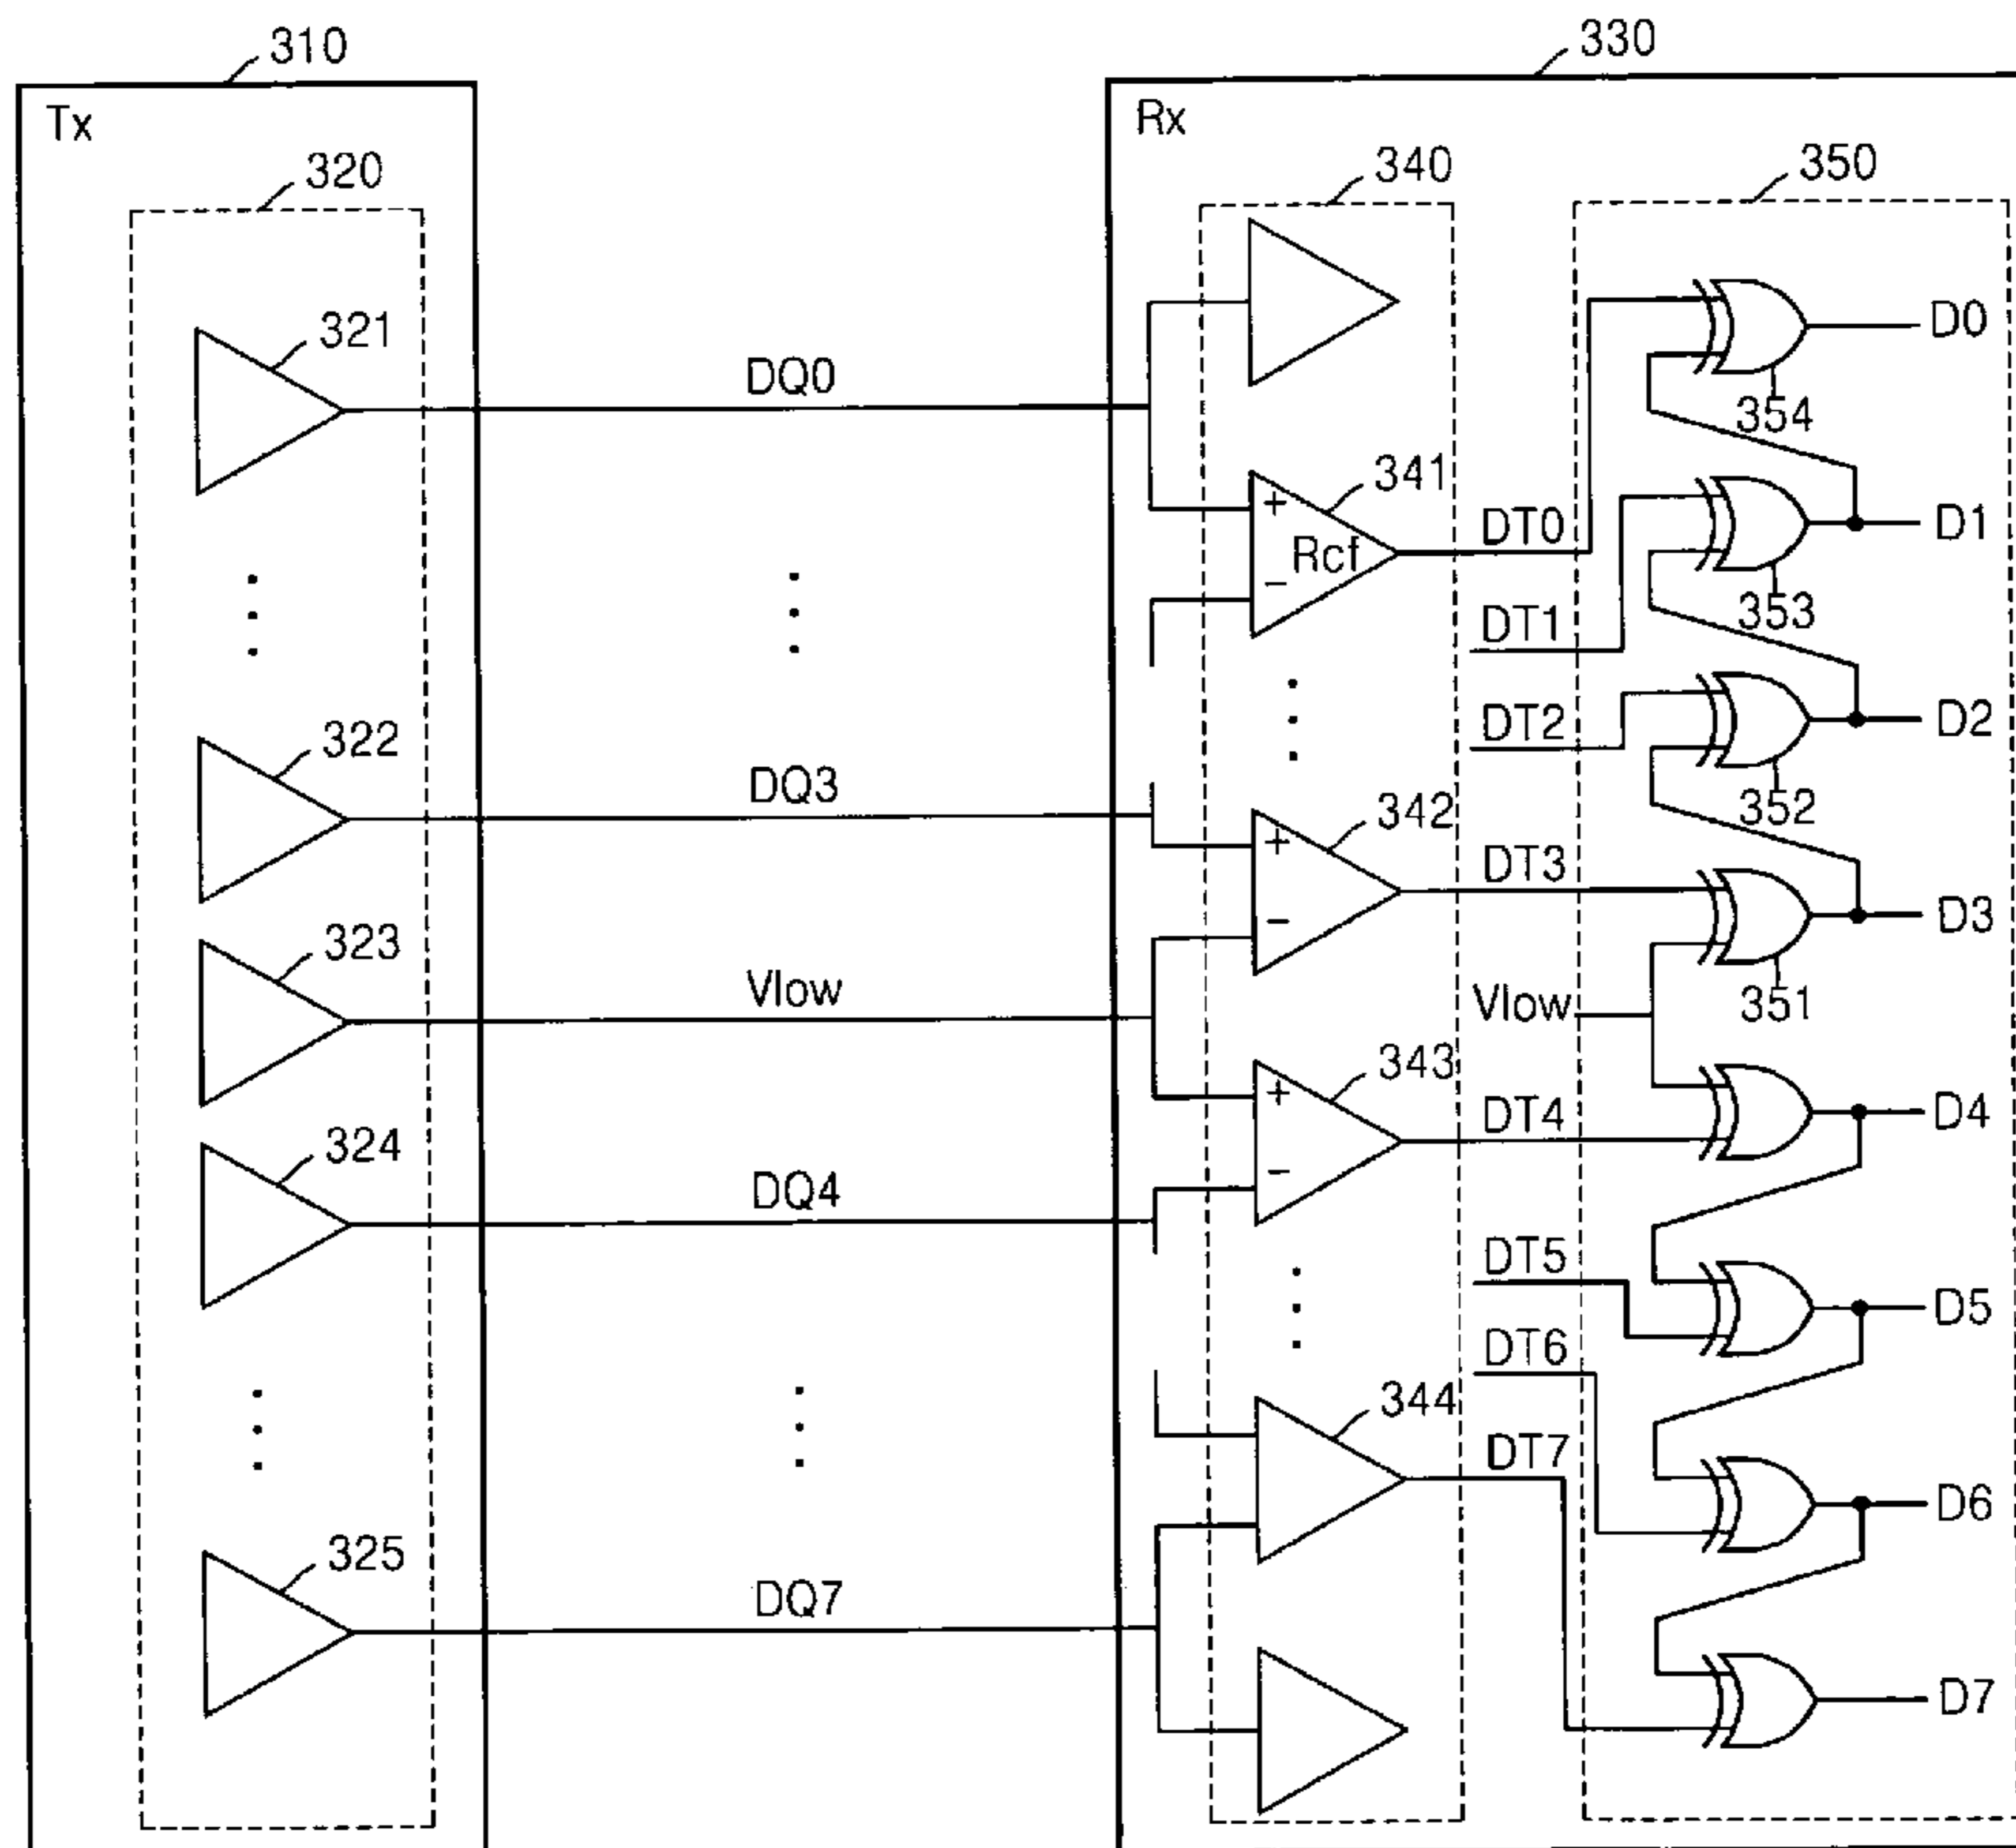 310
330
Tx
Rx
320
340
350
321
DQ0
D0
354
341
+
Rcf
−
DT0
D1
DT1
353
322
DQ3
DT2
D2
352
342
+
−
DT3
D3
323
Vlow
Vlow
351
343
+
−
DT4
D4
324
DQ4
DT5
D5
DT6
344
DT7
D6
325
DQ7
D7